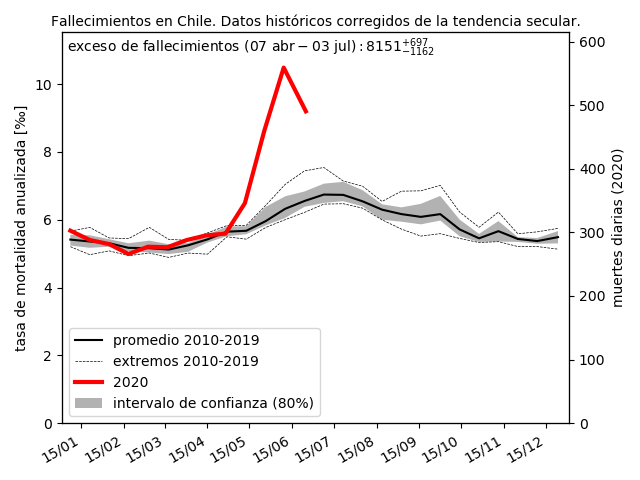 Fallecimientos en Chile. Datos históricos corregidos de la tendencia secular.
exceso de fallecimientos (07 abr − 03 jul) : 8151 +697 −1162
tasa de mortalidad anualizada [‰]
10
8
6
4
2
0
600
500
400
300
200
100
0
muertes diarias (2020)
promedio 2010-2019
extremos 2010-2019
2020
intervalo de confianza (80%)
15/01 15/02 15/03 15/04 15/05 15/06 15/07 15/08 15/09 15/10 15/11 15/12